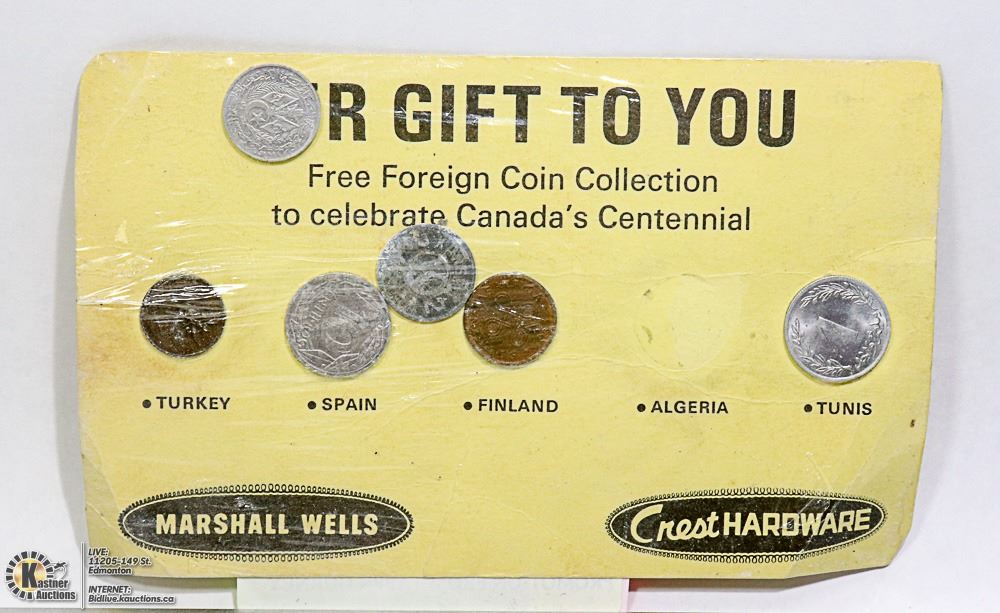 R GIFT TO YOU
Free Foreign Coin Collection
to celebrate Canada's Centennial
1
• TURKEY
• SPAIN
• FINLAND
• ALGERIA
• TUNIS
MARSHALL WELLS
Crest HARDWARE
K
Kastner
Auctions
LIVE:
11205-149 St.
Edmonton
INTERNET:
Bidlive.kauctions.ca